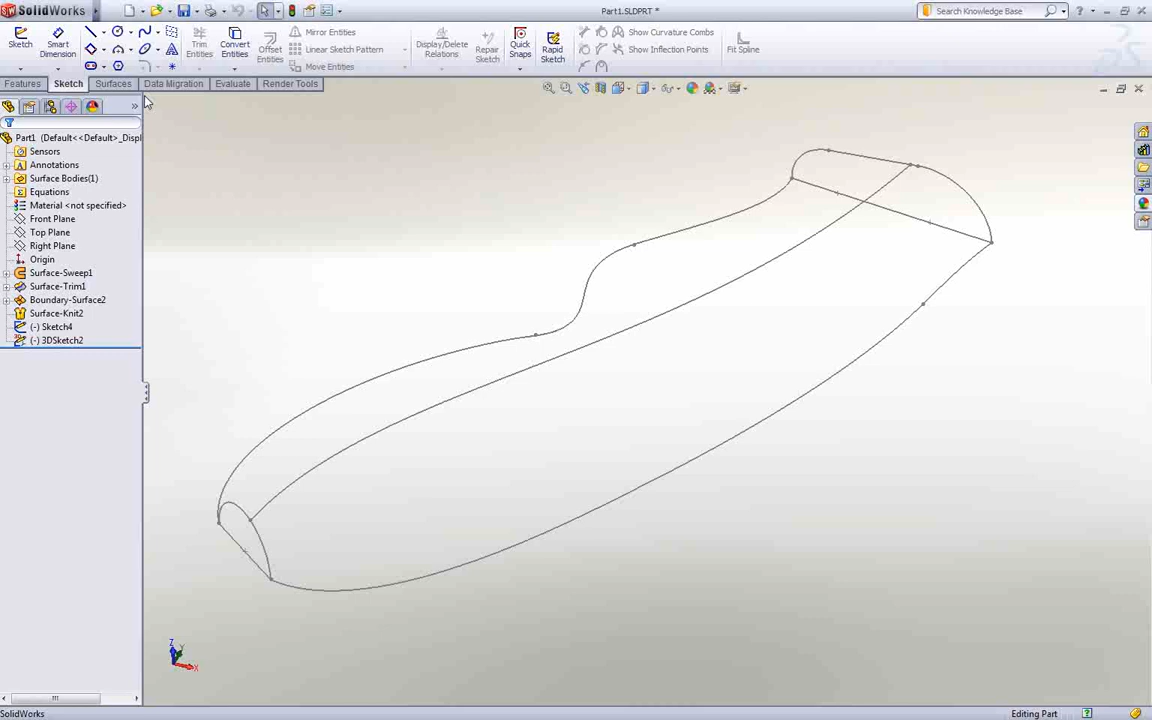 SolidWorks
Part1.SLDPRT *
Search Knowledge Base
Sketch
Smart Dimension
Trim Entities
Convert Entities
Offset Entities
Mirror Entities
Linear Sketch Pattern
Move Entities
Display/Delete Relations
Repair Sketch
Quick Snaps
Rapid Sketch
Show Curvature Combs
Show Inflection Points
Fit Spline
Features
Sketch
Surfaces
Data Migration
Evaluate
Render Tools
Part1 (Default<<Default>_Displ
Sensors
Annotations
Surface Bodies(1)
Equations
Material <not specified>
Front Plane
Top Plane
Right Plane
Origin
Surface-Sweep1
Surface-Trim1
Boundary-Surface2
Surface-Knit2
(-) Sketch4
(-) 3DSketch2
Z
Y
X
SolidWorks
Editing Part